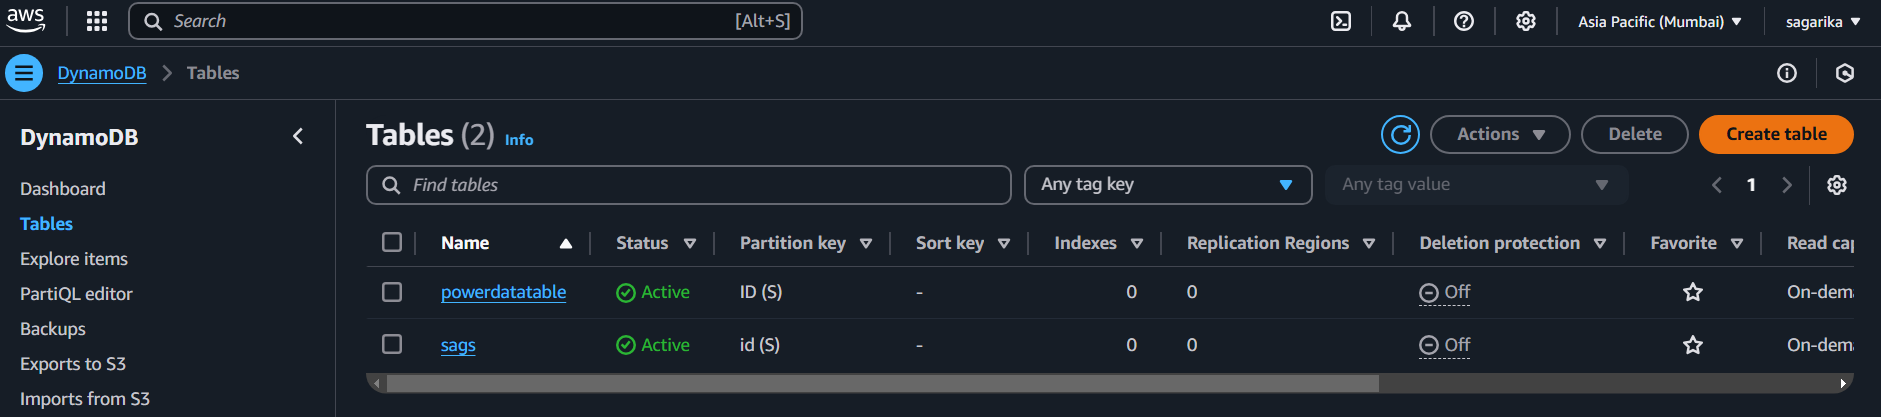 aws
Search [Alt+S]
Asia Pacific (Mumbai)
sagarika
DynamoDB Tables
DynamoDB
Dashboard
Tables
Explore items
PartiQL editor
Backups
Exports to S3
Imports from S3
Tables (2) Info
Actions
Delete
Create table
Find tables
Any tag key
Any tag value
1
Name Status Partition key Sort key Indexes Replication Regions Deletion protection Favorite Read cap
powerdatatable Active ID (S) - 0 0 Off On-dema
sags Active id (S) - 0 0 Off On-dema